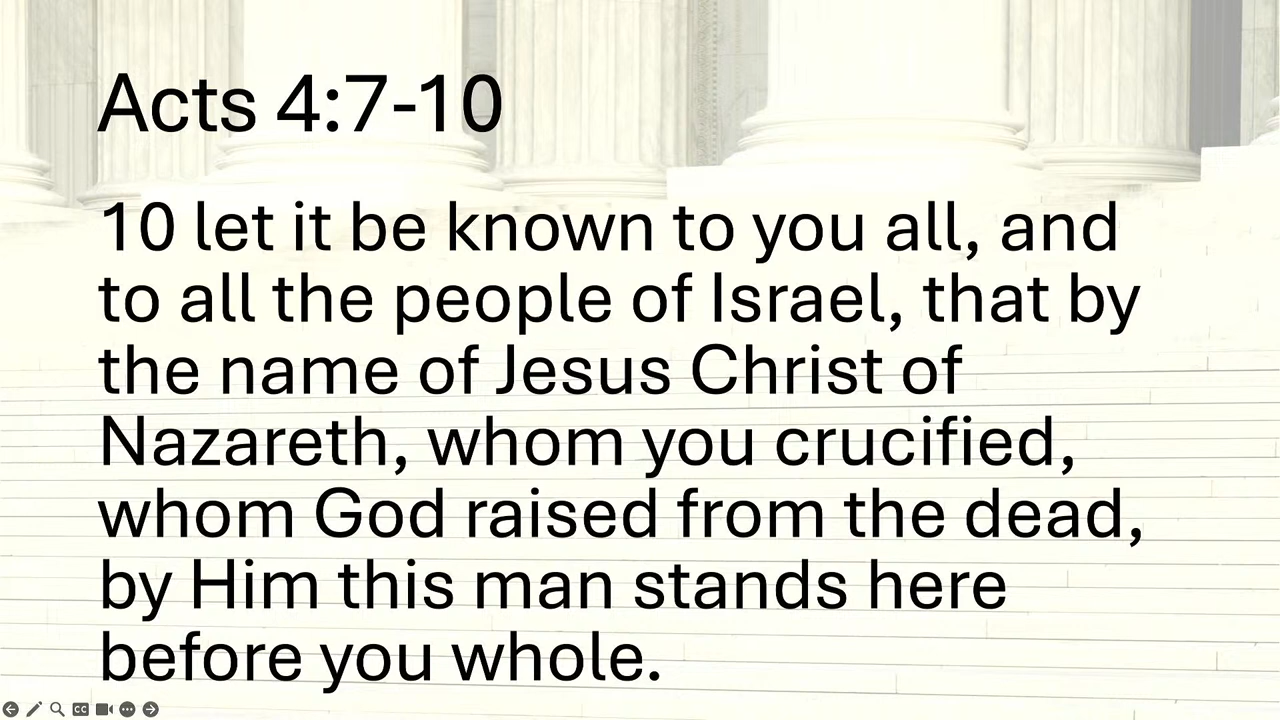 Acts 4:7-10
10 let it be known to you all, and
to all the people of Israel, that by
the name of Jesus Christ of
Nazareth, whom you crucified,
whom God raised from the dead,
by Him this man stands here
before you whole.
CC